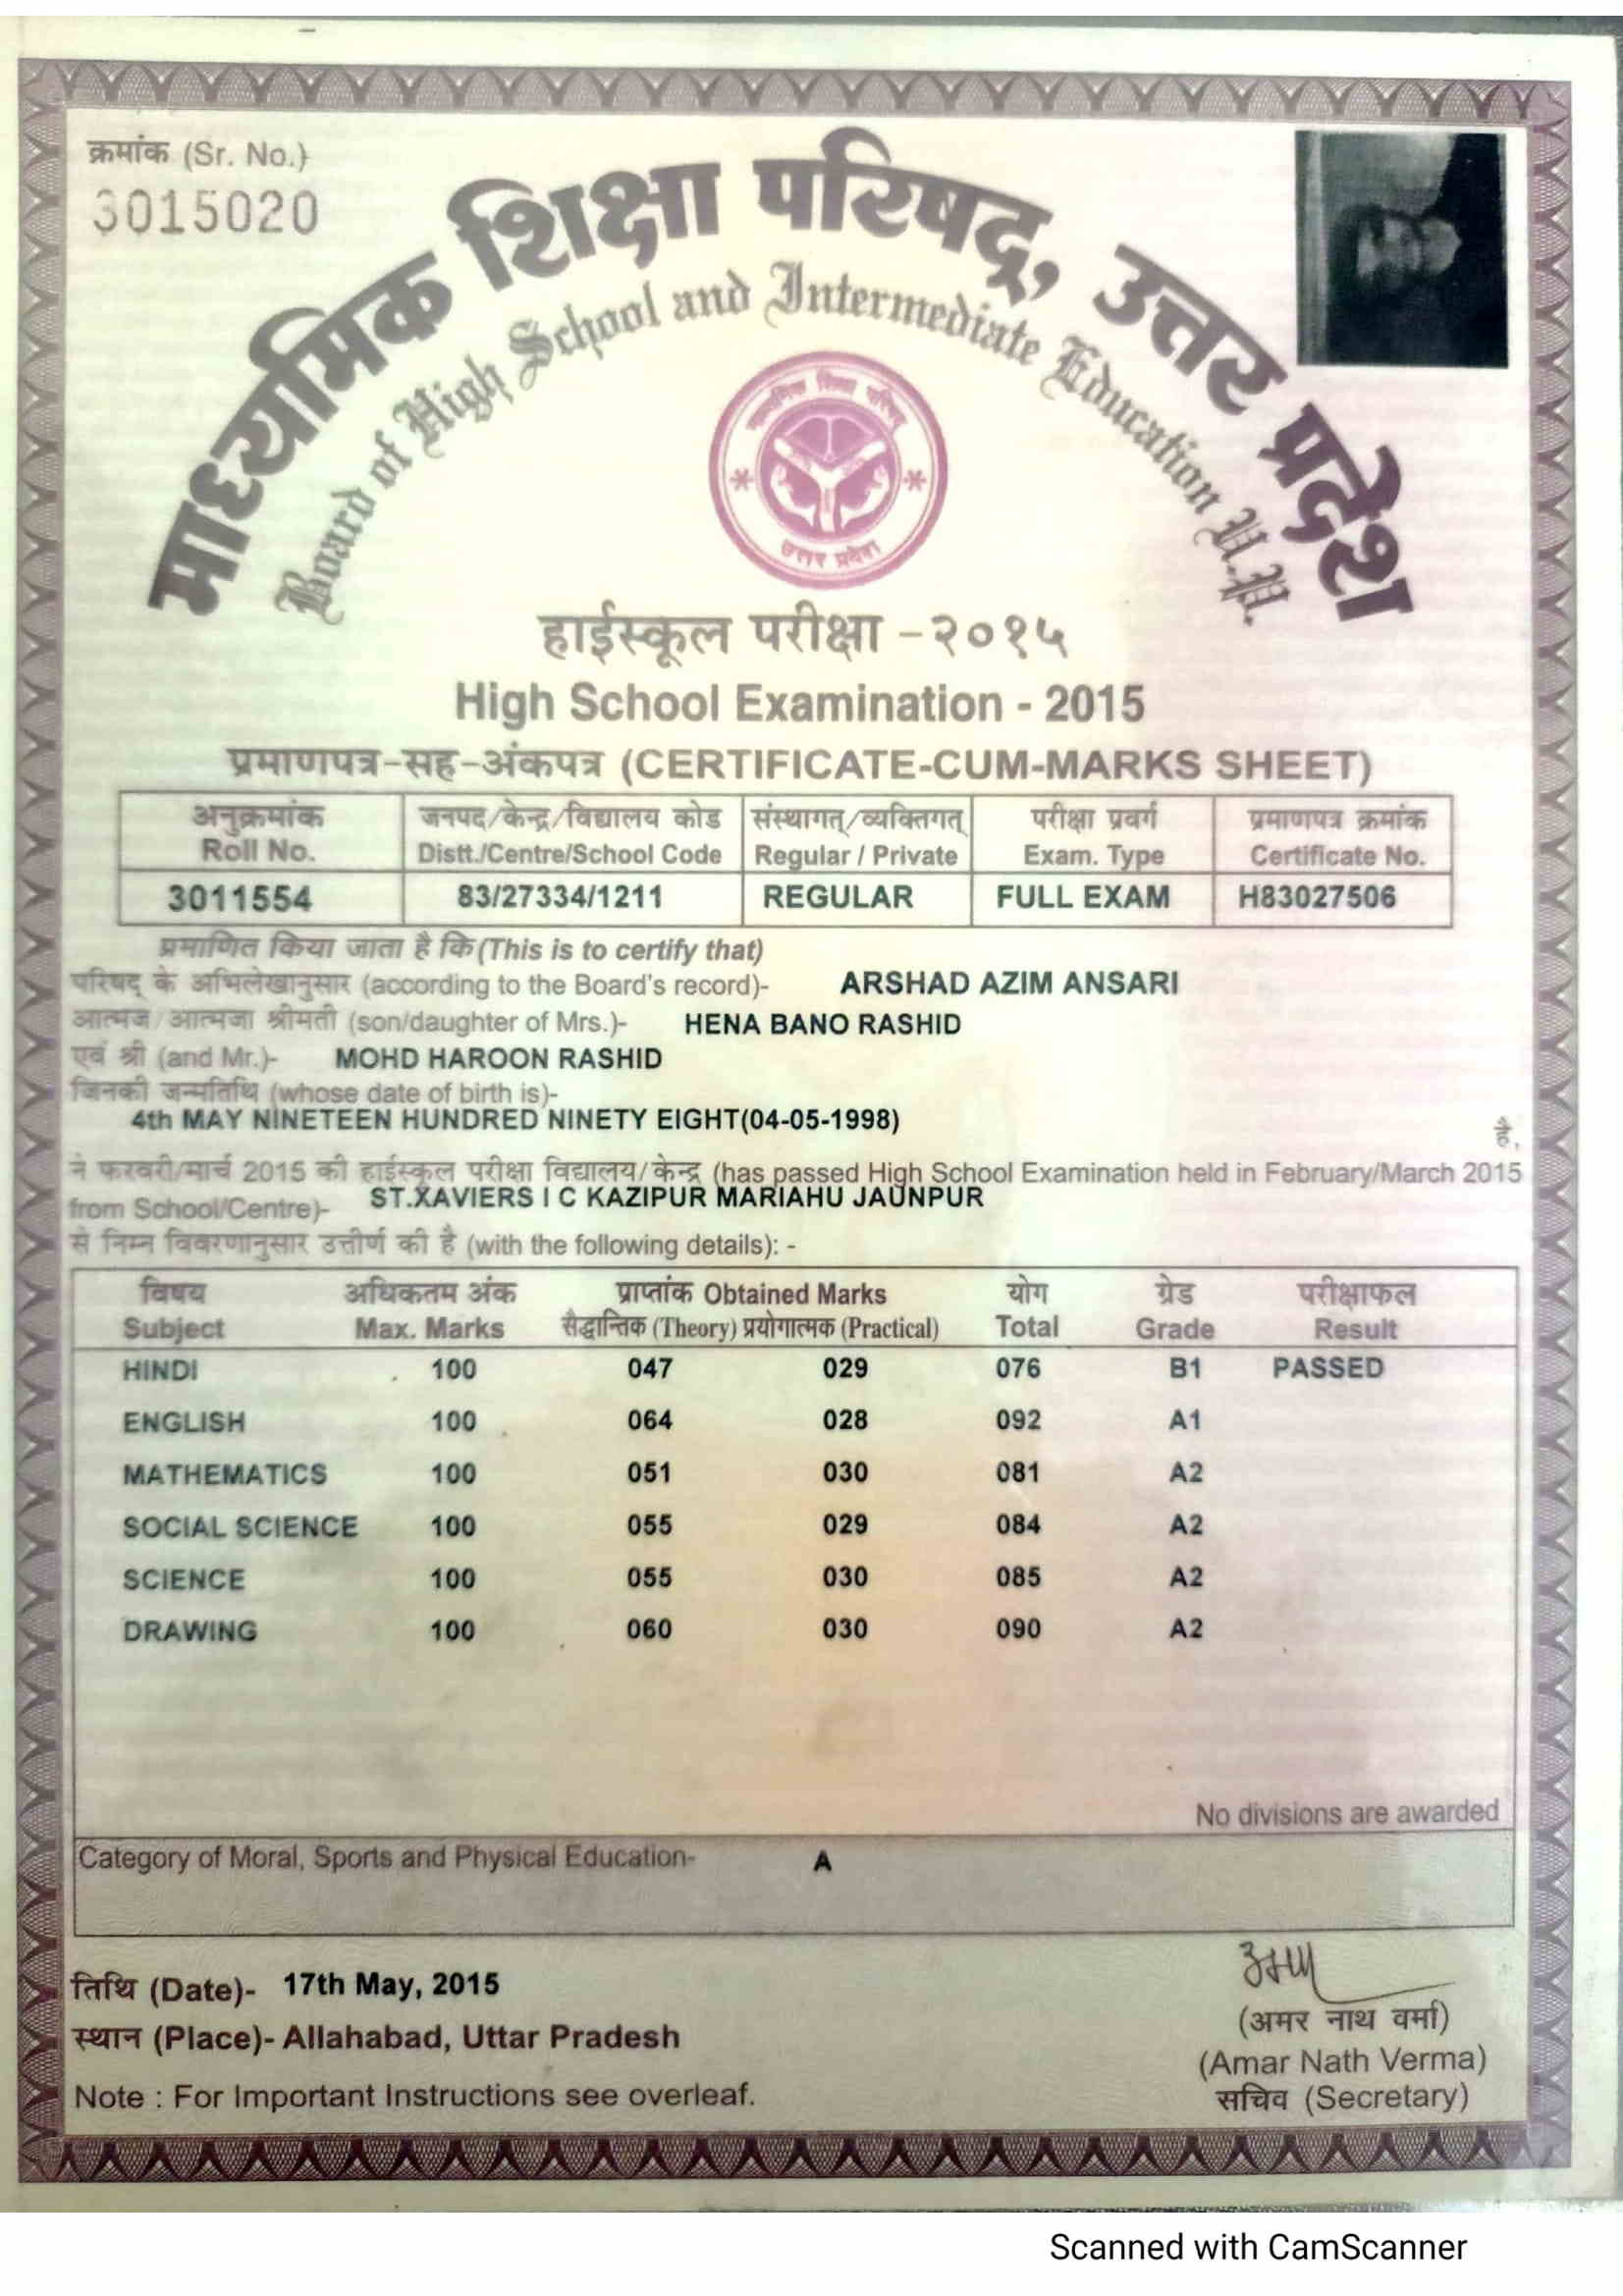 क्रमांक (Sr. No.)
3015020
माध्यमिक शिक्षा परिषद्, उत्तर प्रदेश
Board of High School and Intermediate Education U.P.
माध्यमिक शिक्षा परिषद्
उत्तर प्रदेश
हाईस्कूल परीक्षा -२०१५
High School Examination - 2015
प्रमाणपत्र-सह-अंकपत्र (CERTIFICATE-CUM-MARKS SHEET)
अनुक्रमांक जनपद/केन्द्र/विद्यालय कोड संस्थागत्/व्यक्तिगत् परीक्षा प्रवर्ग प्रमाणपत्र क्रमांक
Roll No. Distt./Centre/School Code Regular / Private Exam. Type Certificate No.
3011554 83/27334/1211 REGULAR FULL EXAM H83027506
प्रमाणित किया जाता है कि (This is to certify that)
परिषद् के अभिलेखानुसार (according to the Board's record)- ARSHAD AZIM ANSARI
आत्मज/आत्मजा श्रीमती (son/daughter of Mrs.)- HENA BANO RASHID
एवं श्री (and Mr.)- MOHD HAROON RASHID
जिनकी जन्मतिथि (whose date of birth is)-
4th MAY NINETEEN HUNDRED NINETY EIGHT(04-05-1998)
है,
ने फरवरी/मार्च 2015 की हाईस्कूल परीक्षा विद्यालय/केन्द्र (has passed High School Examination held in February/March 2015
from School/Centre)- ST.XAVIERS I C KAZIPUR MARIAHU JAUNPUR
से निम्न विवरणानुसार उत्तीर्ण की है (with the following details): -
विषय अधिकतम अंक प्राप्तांक Obtained Marks योग ग्रेड परीक्षाफल
Subject Max. Marks सैद्धान्तिक (Theory) प्रयोगात्मक (Practical) Total Grade Result
HINDI 100 047 029 076 B1 PASSED
ENGLISH 100 064 028 092 A1
MATHEMATICS 100 051 030 081 A2
SOCIAL SCIENCE 100 055 029 084 A2
SCIENCE 100 055 030 085 A2
DRAWING 100 060 030 090 A2
No divisions are awarded
Category of Moral, Sports and Physical Education- A
तिथि (Date)- 17th May, 2015
स्थान (Place)- Allahabad, Uttar Pradesh
(अमर नाथ वर्मा)
(Amar Nath Verma)
सचिव (Secretary)
Note : For Important Instructions see overleaf.
Scanned with CamScanner